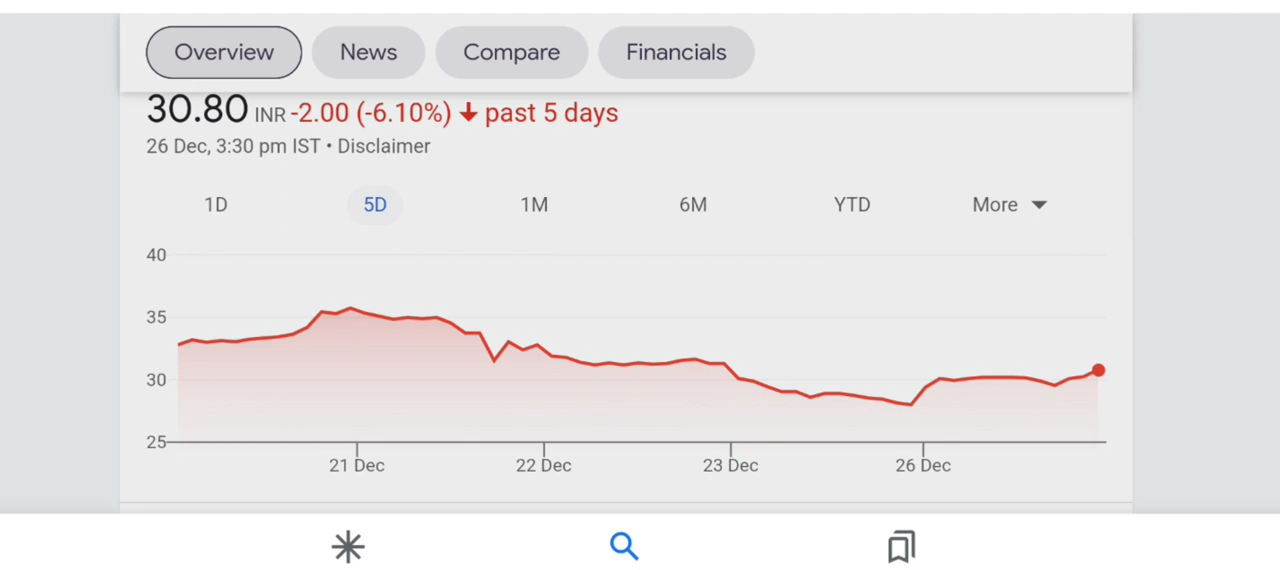 Overview News Compare Financials
30.80 INR -2.00 (-6.10%) ↓ past 5 days
26 Dec, 3:30 pm IST • Disclaimer
1D 5D 1M 6M YTD More
40
35
30
25
21 Dec 22 Dec 23 Dec 26 Dec